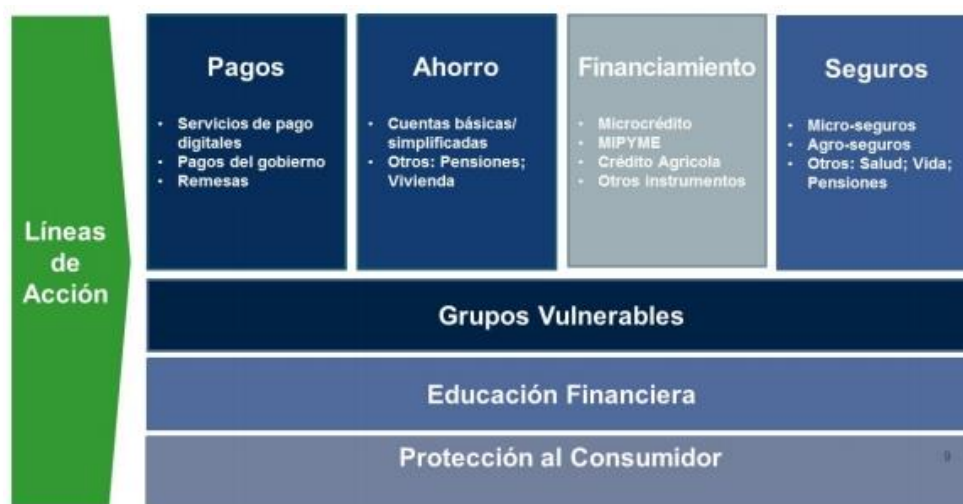 Líneas
de
Acción
Pagos
• Servicios de pago
digitales
• Pagos del gobierno
• Remesas
Ahorro
• Cuentas básicas/
simplificadas
• Otros: Pensiones;
Vivienda
Financiamiento
• Microcrédito
• MIPYME
• Crédito Agricola
• Otros instrumentos
Seguros
• Micro-seguros
• Agro-seguros
• Otros: Salud; Vida;
Pensiones
Grupos Vulnerables
Educación Financiera
Protección al Consumidor
9